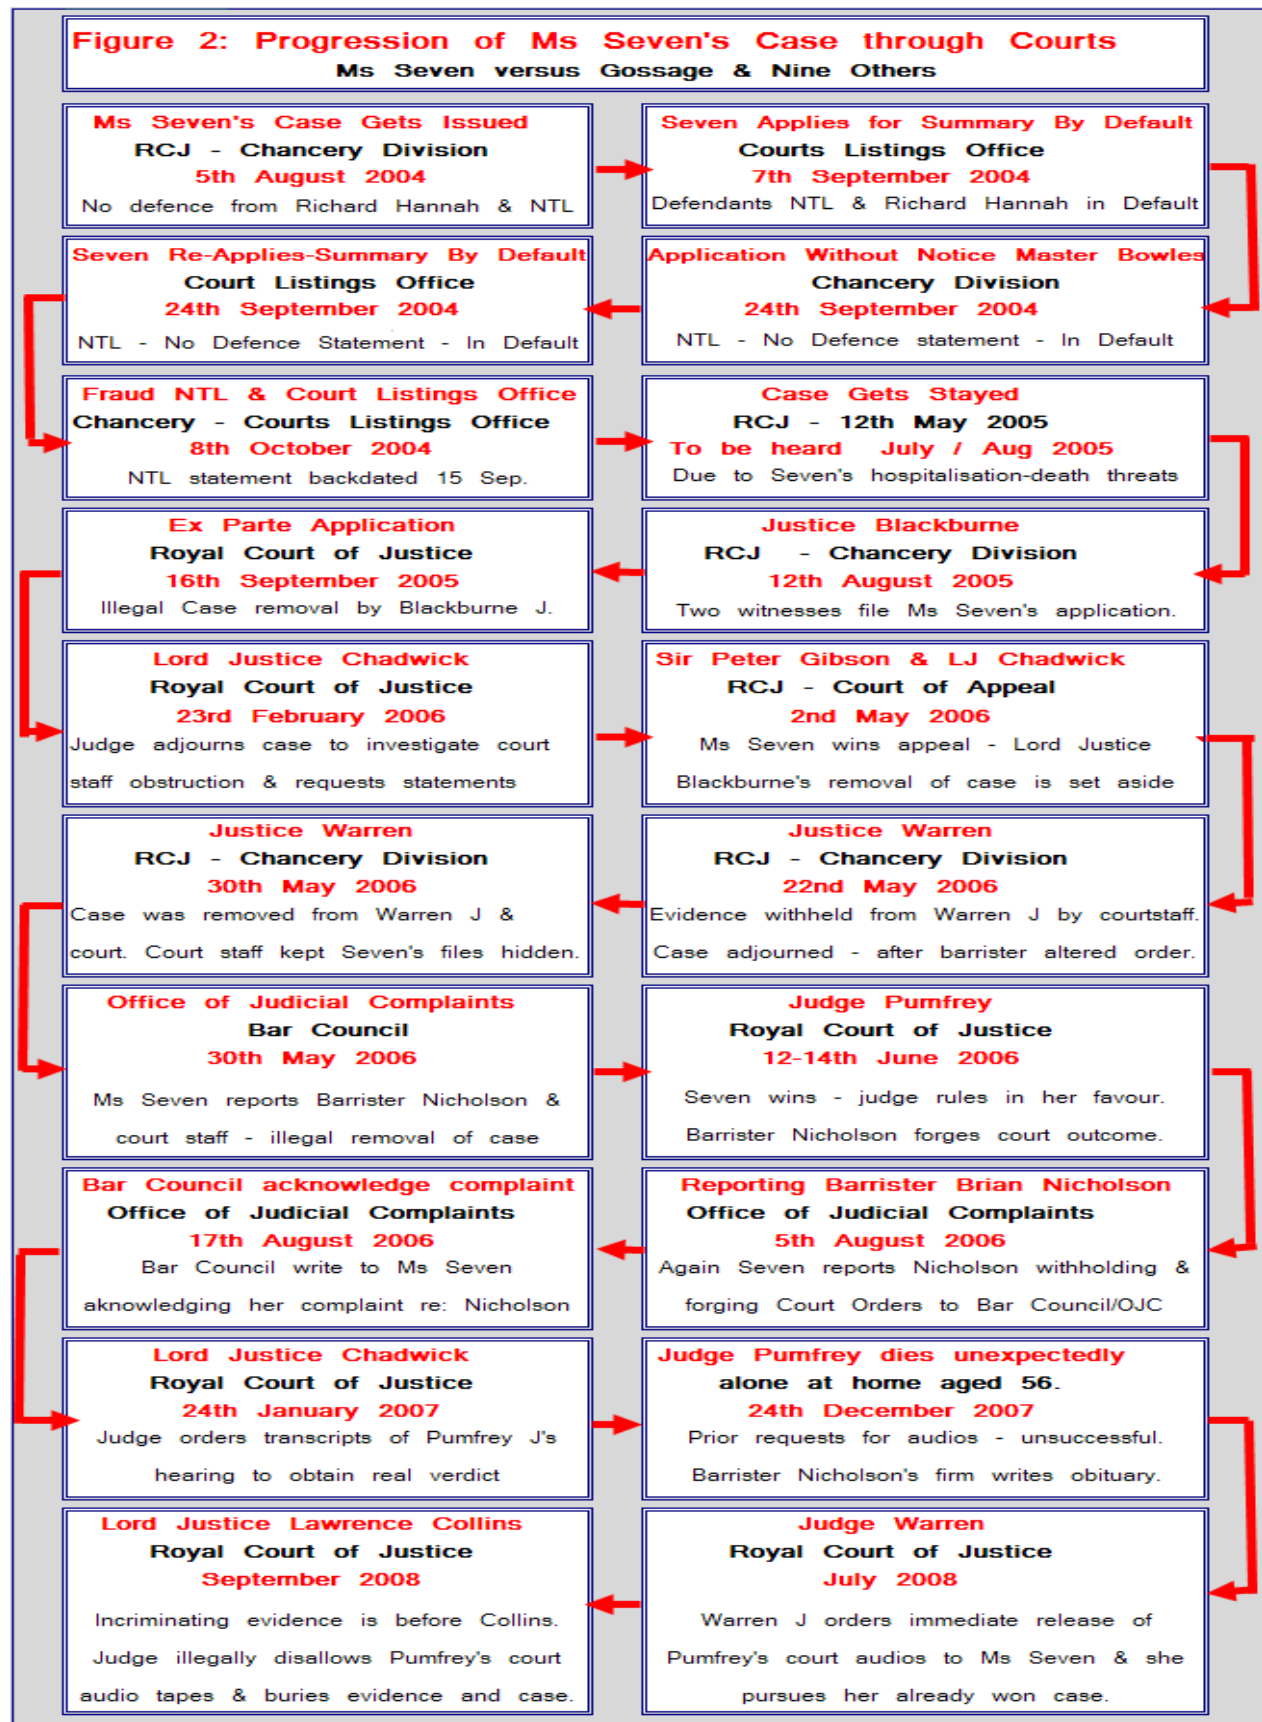 Figure 2: Progression of Ms Seven's Case through Courts
Ms Seven versus Gossage & Nine Others
Ms Seven's Case Gets Issued
RCJ - Chancery Division
5th August 2004
No defence from Richard Hannah & NTL
Seven Applies for Summary By Default
Courts Listings Office
7th September 2004
Defendants NTL & Richard Hannah in Default
Application Without Notice Master Bowles
Chancery Division
24th September 2004
NTL - No Defence statement - In Default
Seven Re-Applies-Summary By Default
Court Listings Office
24th September 2004
NTL - No Defence Statement - In Default
Fraud NTL & Court Listings Office
Chancery - Courts Listings Office
8th October 2004
NTL statement backdated 15 Sep.
Case Gets Stayed
RCJ - 12th May 2005
To be heard July / Aug 2005
Due to Seven's hospitalisation-death threats
Justice Blackburne
RCJ - Chancery Division
12th August 2005
Two witnesses file Ms Seven's application.
Ex Parte Application
Royal Court of Justice
16th September 2005
Illegal Case removal by Blackburne J.
Lord Justice Chadwick
Royal Court of Justice
23rd February 2006
Judge adjourns case to investigate court
staff obstruction & requests statements
Sir Peter Gibson & LJ Chadwick
RCJ - Court of Appeal
2nd May 2006
Ms Seven wins appeal - Lord Justice
Blackburne's removal of case is set aside
Justice Warren
RCJ - Chancery Division
22nd May 2006
Evidence withheld from Warren J by courtstaff.
Case adjourned - after barrister altered order.
Justice Warren
RCJ - Chancery Division
30th May 2006
Case was removed from Warren J &
court. Court staff kept Seven's files hidden.
Office of Judicial Complaints
Bar Council
30th May 2006
Ms Seven reports Barrister Nicholson &
court staff - illegal removal of case
Judge Pumfrey
Royal Court of Justice
12-14th June 2006
Seven wins - judge rules in her favour.
Barrister Nicholson forges court outcome.
Reporting Barrister Brian Nicholson
Office of Judicial Complaints
5th August 2006
Again Seven reports Nicholson withholding &
forging Court Orders to Bar Council/OJC
Bar Council acknowledge complaint
Office of Judicial Complaints
17th August 2006
Bar Council write to Ms Seven
aknowledging her complaint re: Nicholson
Lord Justice Chadwick
Royal Court of Justice
24th January 2007
Judge orders transcripts of Pumfrey J's
hearing to obtain real verdict
Judge Pumfrey dies unexpectedly
alone at home aged 56.
24th December 2007
Prior requests for audios - unsuccessful.
Barrister Nicholson's firm writes obituary.
Judge Warren
Royal Court of Justice
July 2008
Warren J orders immediate release of
Pumfrey's court audios to Ms Seven & she
pursues her already won case.
Lord Justice Lawrence Collins
Royal Court of Justice
September 2008
Incriminating evidence is before Collins.
Judge illegally disallows Pumfrey's court
audio tapes & buries evidence and case.